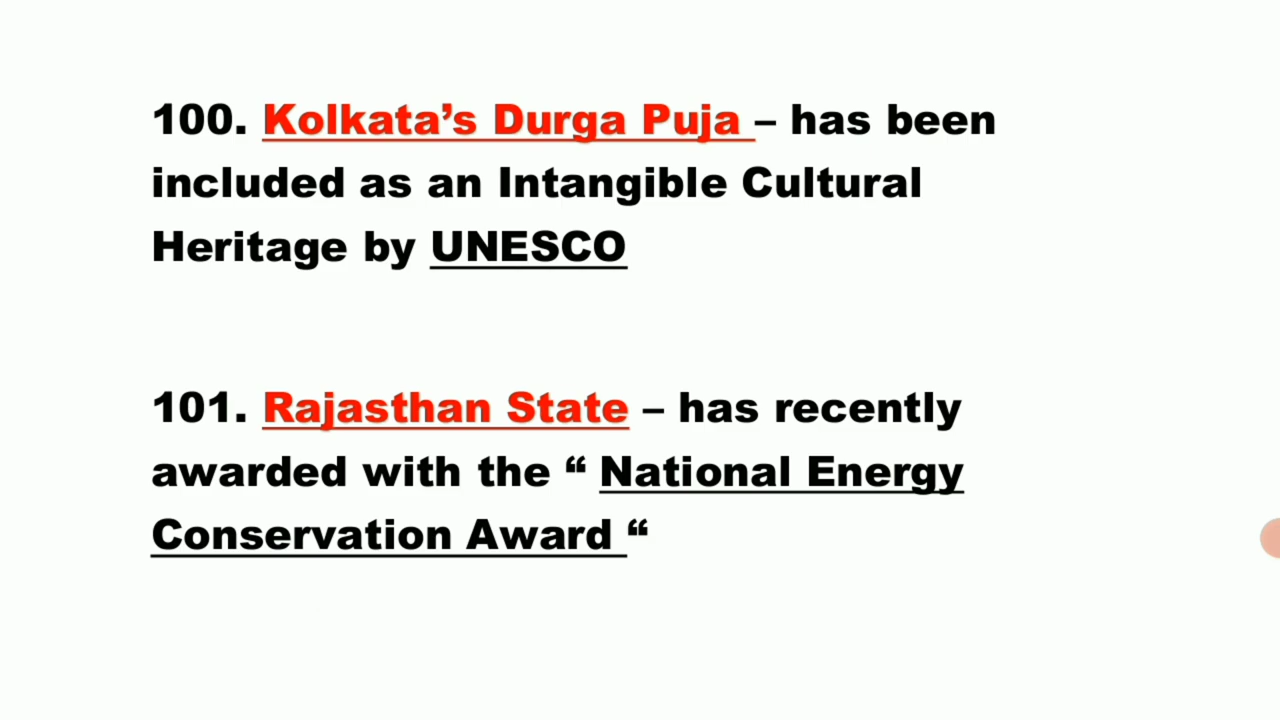 100. Kolkata’s Durga Puja – has been
included as an Intangible Cultural
Heritage by UNESCO
101. Rajasthan State – has recently
awarded with the “ National Energy
Conservation Award “